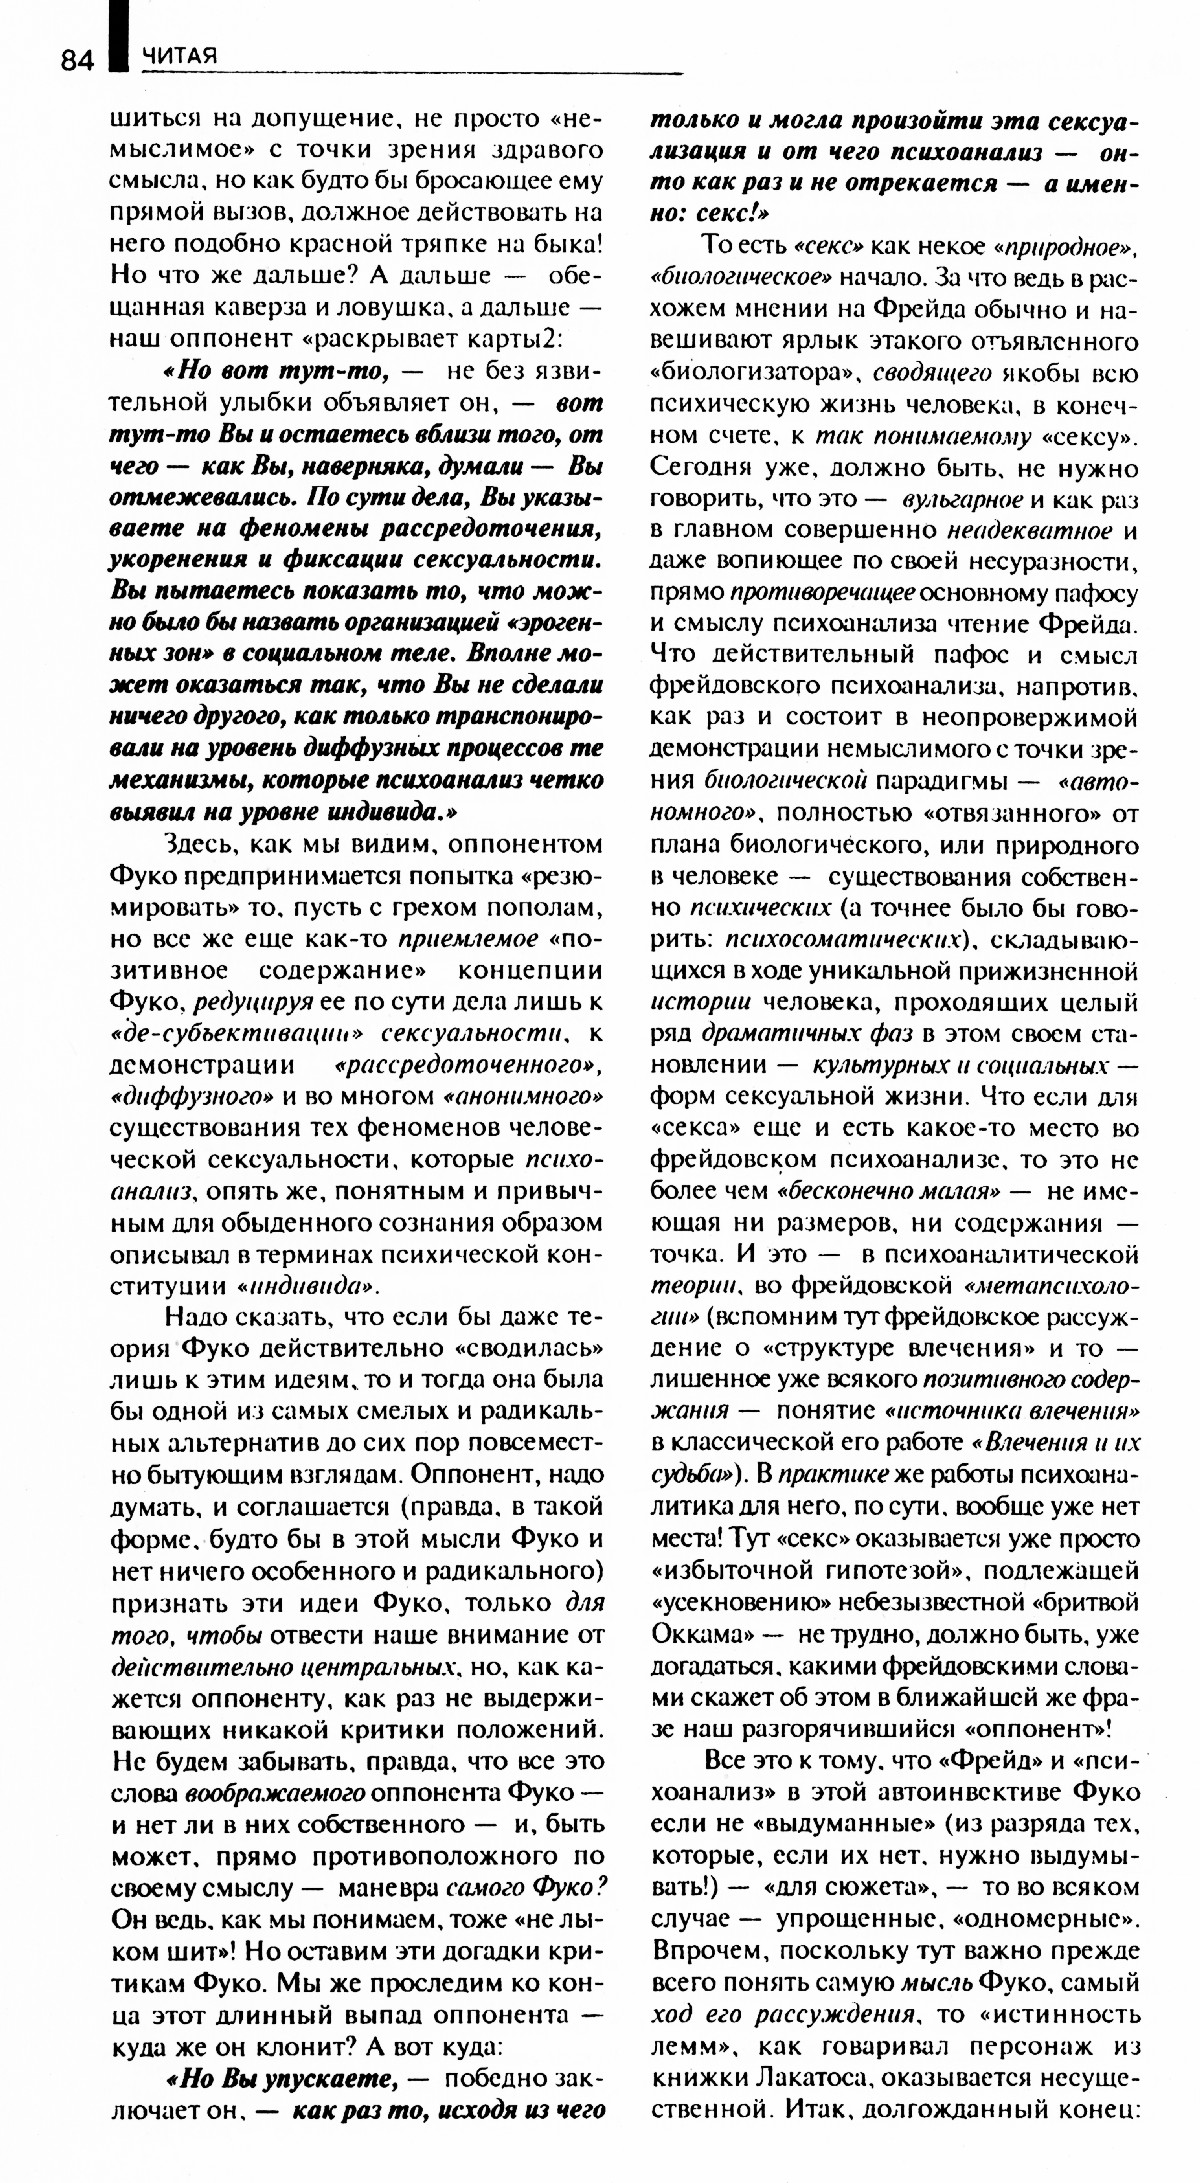 84
ЧИТАЯ
шиться на допущение, не просто «не-
мыслимое» с точки зрения здравого
смысла, но как будто бы бросающее ему
прямой вызов, должное действовать на
него подобно красной тряпке на быка!
Но что же дальше? А дальше — обе-
щанная каверза и ловушка, а дальше —
наш оппонент «раскрывает карты2:
«Но вот тут-то, — не без язви-
тельной улыбки объявляет он, — вот
тут-то Вы и остаетесь вблизи того, от
чего — как Вы, наверняка, думали — Вы
отмежевались. По сути дела, Вы указы-
ваете на феномены рассредоточения,
укоренения и фиксации сексуальности.
Вы пытаетесь показать то, что мож-
но было бы назвать организацией «эроген-
ных зон» в социальном теле. Вполне мо-
жет оказаться так, что Вы не сделали
ничего другого, как только транспониро-
вали на уровень диффузных процессов те
механизмы, которые психоанализ четко
выявил на уровне индивида.»
Здесь, как мы видим, оппонентом
Фуко предпринимается попытка «резю-
мировать» то, пусть с грехом пополам,
но все же еще как-то приемлемое «по-
зитивное содержание» концепции
Фуко, редуцируя ее по сути дела лишь к
«де-субъективации» сексуальности, к
демонстрации «рассредоточенного»,
«диффузного» и во многом «анонимного»
существования тех феноменов челове-
ческой сексуальности, которые психо-
анализ, опять же, понятным и привыч-
ным для обыденного сознания образом
описывал в терминах психической кон-
ституции «индивида».
Надо сказать, что если бы даже те-
ория Фуко действительно «сводилась»
лишь к этим идеям, то и тогда она была
бы одной из самых смелых и радикаль-
ных альтернатив до сих пор повсемест-
но бытующим взглядам. Оппонент, надо
думать, и соглашается (правда, в такой
форме, будто бы в этой мысли Фуко и
нет ничего особенного и радикального)
признать эти идеи Фуко, только для
того, чтобы отвести наше внимание от
действительно центральных, но, как ка-
жется оппоненту, как раз не выдержи-
вающих никакой критики положений.
Не будем забывать, правда, что все это
слова воображаемого оппонента Фуко —
и нет ли в них собственного — и, быть
может, прямо противоположного по
своему смыслу — маневра самого Фуко?
Он ведь, как мы понимаем, тоже «не лы-
ком шит»! Но оставим эти догадки кри-
тикам Фуко. Мы же проследим ко кон-
ца этот длинный выпад оппонента —
куда же он клонит? А вот куда:
«Но Вы упускаете, — победно зак-
лючает он, — как раз то, исходя из чего
только и могла произойти эта сексуа-
лизация и от чего психоанализ — он-
то как раз и не отрекается — а имен-
но: секс!»
То есть «секс» как некое «природное»,
«биологическое» начало. За что ведь в рас-
хожем мнении на Фрейда обычно и на-
вешивают ярлык этакого отъявленного
«биологизатора», сводящего якобы всю
психическую жизнь человека, в конеч-
ном счете, к так понимаемому «сексу».
Сегодня уже, должно быть, не нужно
говорить, что это — вульгарное и как раз
в главном совершенно неадекватное и
даже вопиющее по своей несуразности,
прямо противоречащее основному пафосу
и смыслу психоанализа чтение Фрейда.
Что действительный пафос и смысл
фрейдовского психоанализа, напротив,
как раз и состоит в неопровержимой
демонстрации немыслимого с точки зре-
ния биологической парадигмы — «авто-
номного», полностью «отвязанного» от
плана биологического, или природного
в человеке — существования собствен-
но психических (а точнее было бы гово-
рить: психосоматических), складываю-
щихся в ходе уникальной прижизненной
истории человека, проходящих целый
ряд драматичных фаз в этом своем ста-
новлении — культурных и социальных —
форм сексуальной жизни. Что если для
«секса» еще и есть какое-то место во
фрейдовском психоанализе, то это не
более чем «бесконечно малая» — не име-
ющая ни размеров, ни содержания —
точка. И это — в психоаналитической
теории, во фрейдовской «метапсихоло-
гии» (вспомним тут фрейдовское рассуж-
дение о «структуре влечения» и то —
лишенное уже всякого позитивного содер-
жания — понятие «источника влечения»
в классической его работе «Влечения и их
судьба»). В практике же работы психоана-
литика для него, по сути, вообще уже нет
места! Тут «секс» оказывается уже просто
«избыточной гипотезой», подлежащей
«усекновению» небезызвестной «бритвой
Оккама» — не трудно, должно быть, уже
догадаться, какими фрейдовскими слова-
ми скажет об этом в ближайшей же фра-
зе наш разгорячившийся «оппонент»!
Все это к тому, что «Фрейд» и «пси-
хоанализ» в этой автоинвективе Фуко
если не «выдуманные» (из разряда тех,
которые, если их нет, нужно выдумы-
вать!) — «для сюжета», — то во всяком
случае — упрощенные, «одномерные».
Впрочем, поскольку тут важно прежде
всего понять самую мысль Фуко, самый
ход его рассуждения, то «истинность
лемм», как говаривал персонаж из
книжки Лакатоса, оказывается несуще-
ственной. Итак, долгожданный конец: